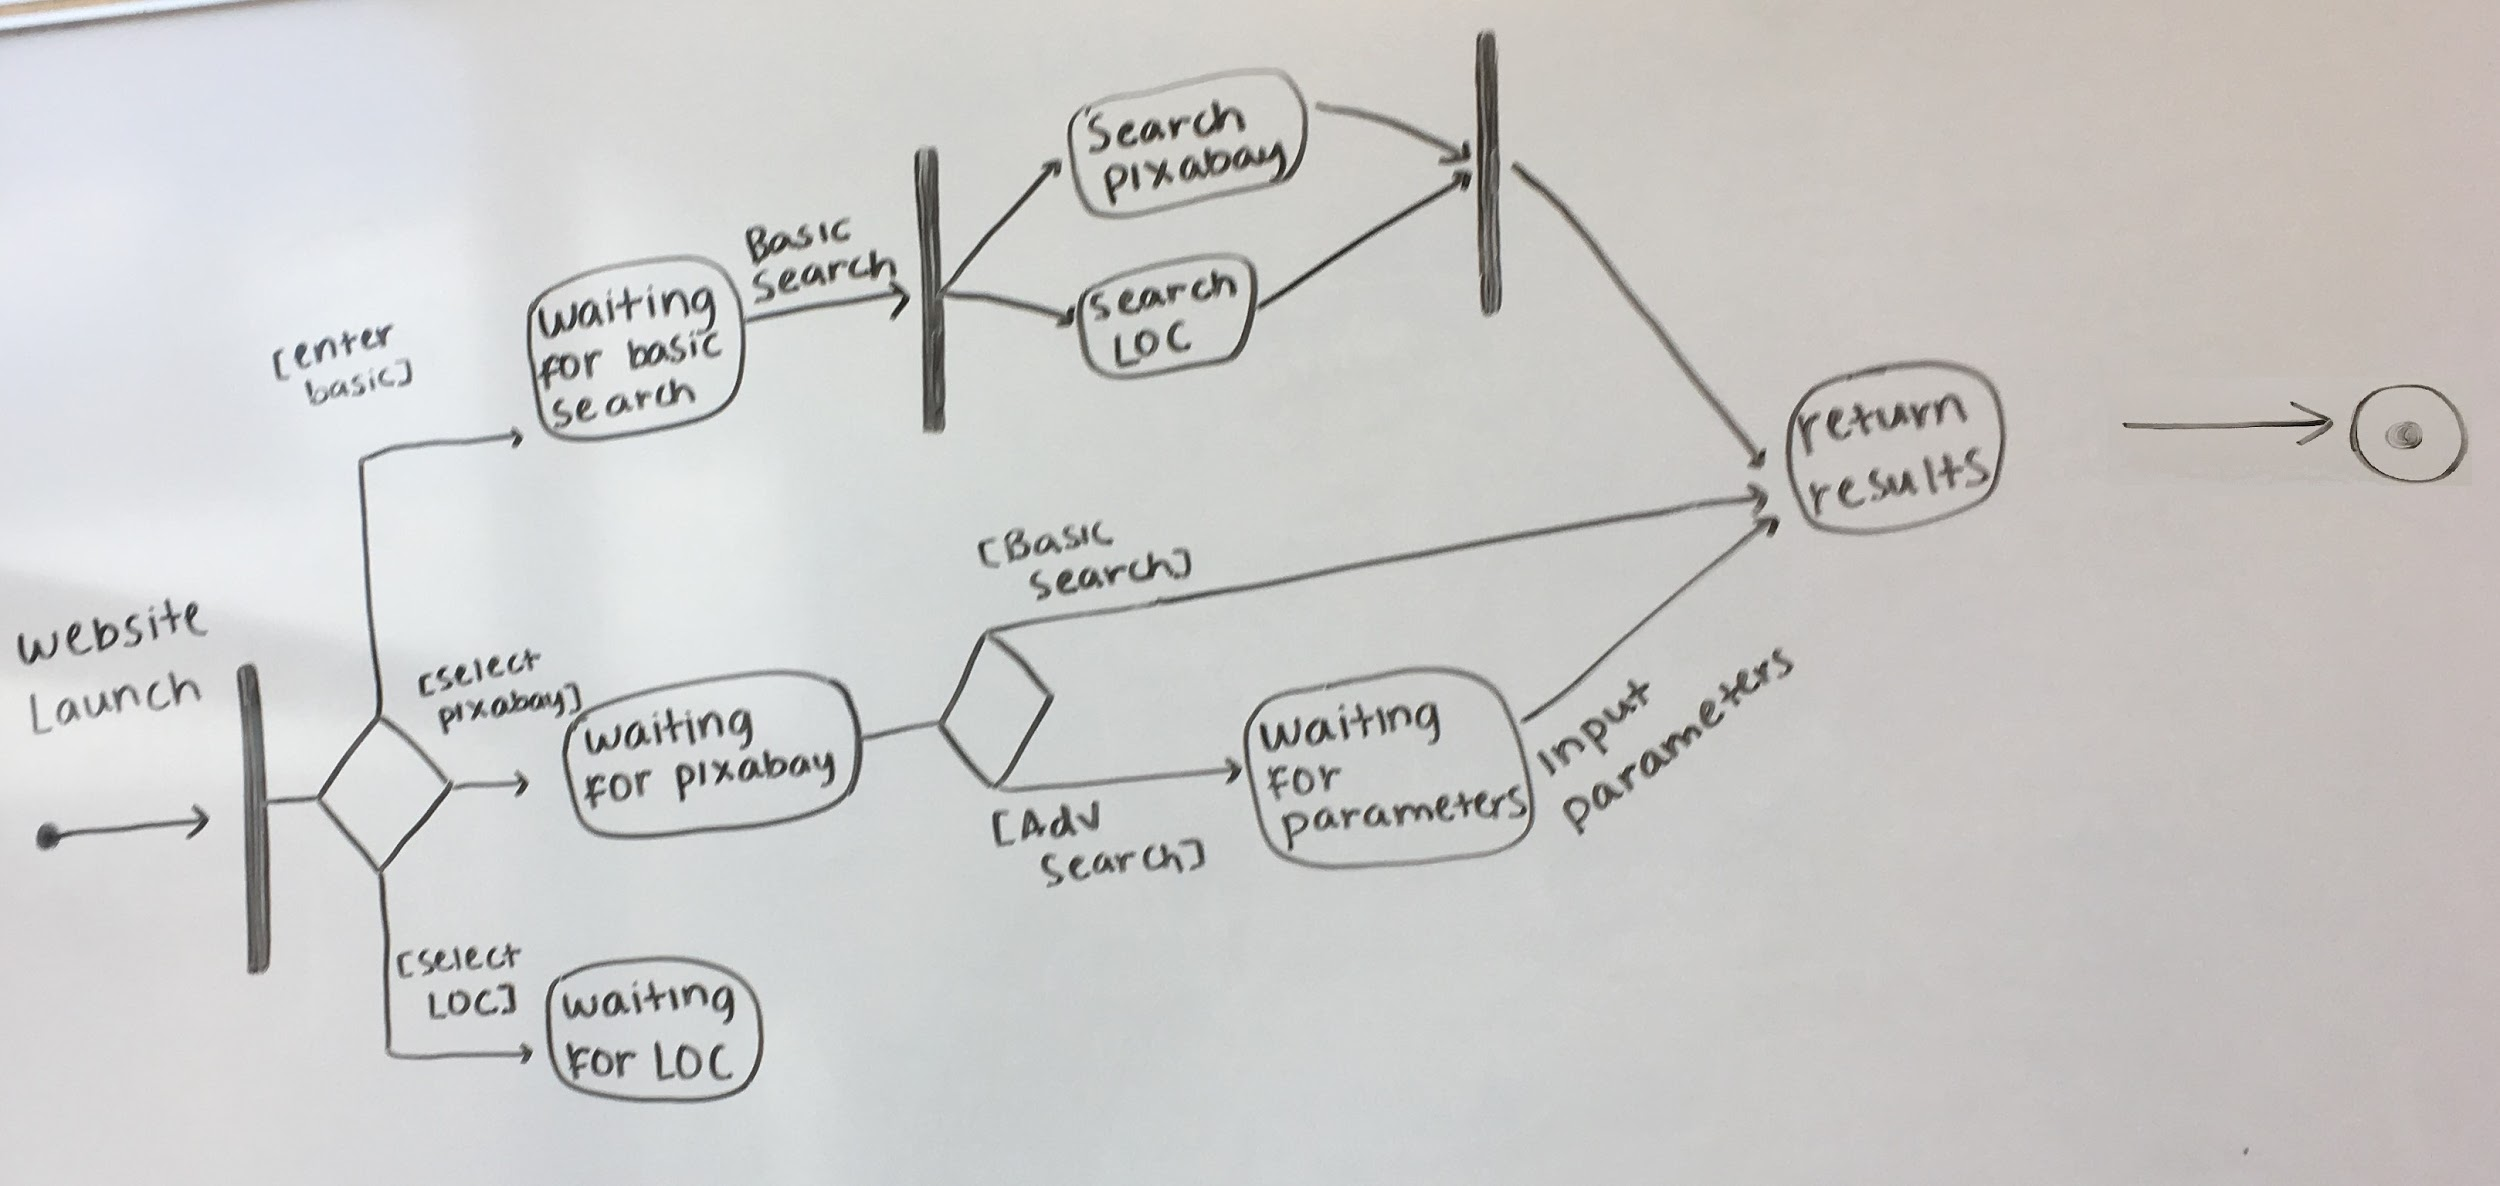 Search
pixabay
Basic
search
waiting
for basic
search
search
LOC
[enter
basic]
return
results
[Basic
search]
website
Launch
[select
pixabay]
waiting
for pixabay
waiting
for
parameters
Input
parameters
[Adv
search]
[select
LOC]
waiting
for LOC